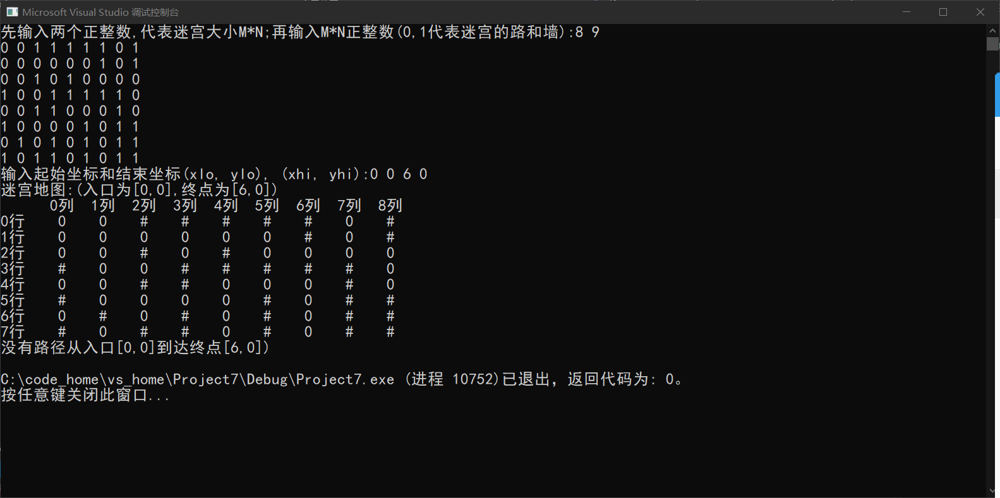 Microsoft Visual Studio 调试控制台
先输入两个正整数,代表迷宫大小M*N;再输入M*N正整数(0,1代表迷宫的路和墙):8 9
0 0 1 1 1 1 1 0 1
0 0 0 0 0 0 1 0 1
0 0 1 0 1 0 0 0 0
1 0 0 1 1 1 1 1 0
0 0 1 1 0 0 0 1 0
1 0 0 0 0 1 0 1 1
0 1 0 1 0 1 0 1 1
1 0 1 1 0 1 0 1 1
输入起始坐标和结束坐标(xlo, ylo), (xhi, yhi):0 0 6 0
迷宫地图:(入口为[0,0],终点为[6,0])
0列 1列 2列 3列 4列 5列 6列 7列 8列
0行 0 0 # # # # # 0 #
1行 0 0 0 0 0 0 # 0 #
2行 0 0 # 0 # 0 0 0 0
3行 # 0 0 # # # # # 0
4行 0 0 # # 0 0 0 # 0
5行 # 0 0 0 0 # 0 # #
6行 0 # 0 # 0 # 0 # #
7行 # 0 # # 0 # 0 # #
没有路径从入口[0,0]到达终点[6,0])
C:\code_home\vs_home\Project7\Debug\Project7.exe (进程 10752)已退出，返回代码为: 0。
按任意键关闭此窗口...